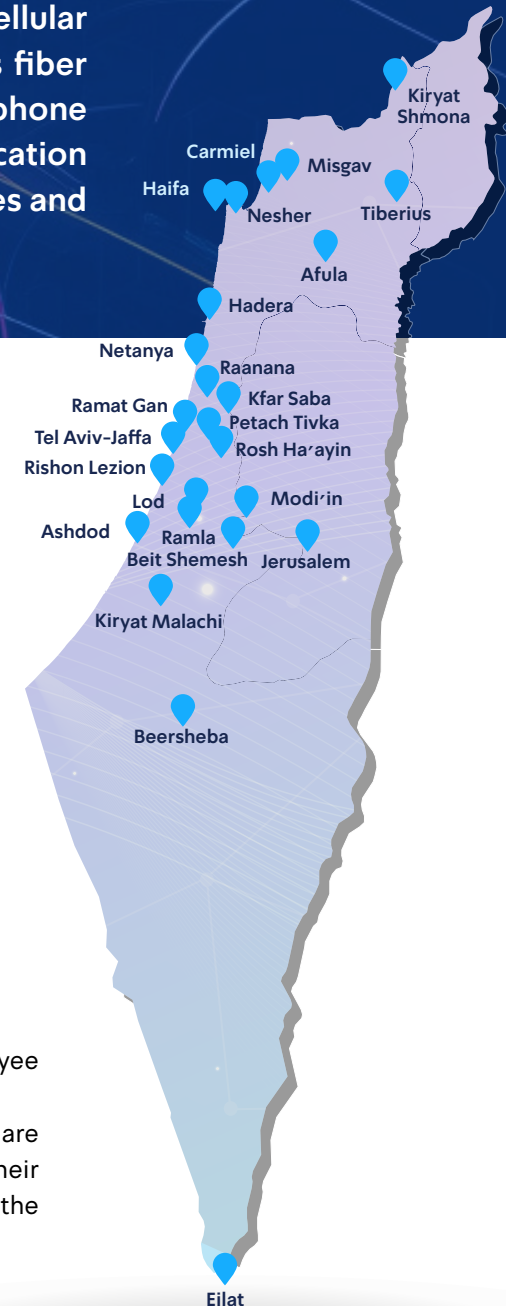 ellular
s fiber
phone
cation
es and
Kiryat
Shmona
Carmiel
Misgav
Haifa
Nesher
Tiberius
Afula
Hadera
Netanya
Raanana
Kfar Saba
Ramat Gan
Petach Tivka
Tel Aviv-Jaffa
Rosh Ha'ayin
Rishon Lezion
Lod
Modi'in
Ashdod
Ramla
Beit Shemesh
Jerusalem
Kiryat Malachi
Beersheba
yee
are
heir
the
Eilat